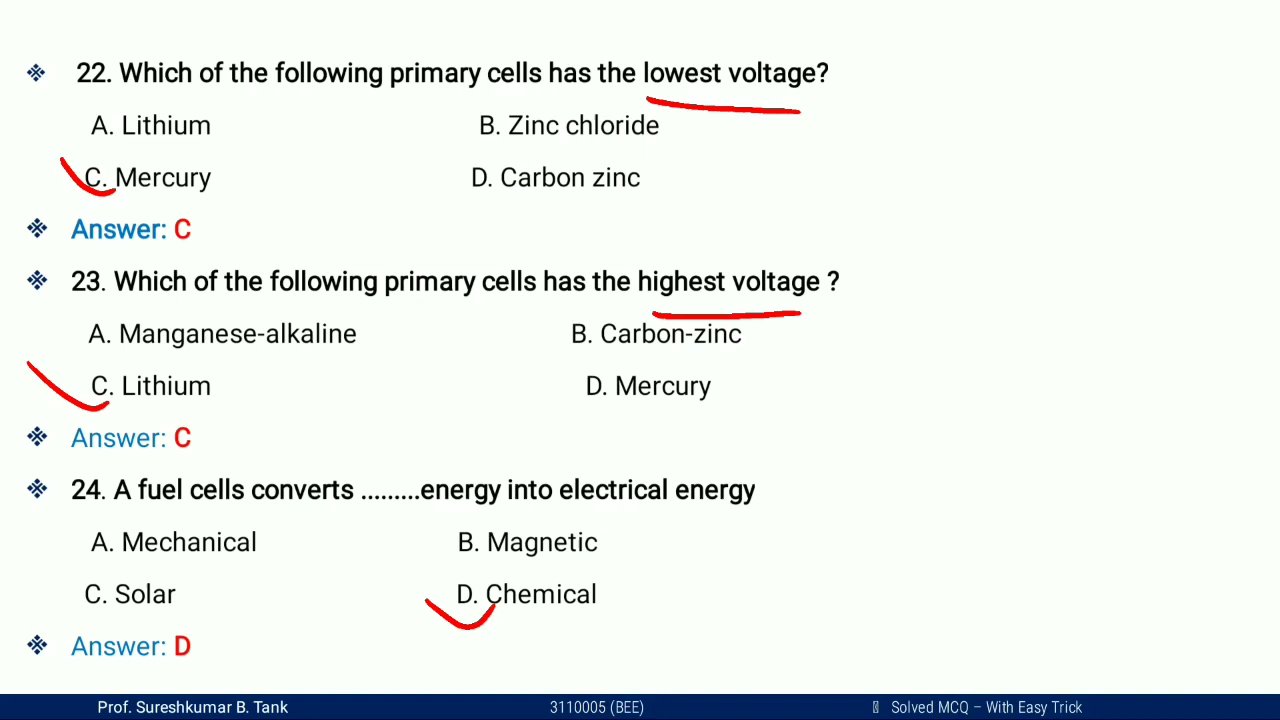 22. Which of the following primary cells has the lowest voltage?
A. Lithium B. Zinc chloride
C. Mercury D. Carbon zinc
Answer: C
23. Which of the following primary cells has the highest voltage ?
A. Manganese-alkaline B. Carbon-zinc
C. Lithium D. Mercury
Answer: C
24. A fuel cells converts .........energy into electrical energy
A. Mechanical B. Magnetic
C. Solar D. Chemical
Answer: D
Prof. Sureshkumar B. Tank 3110005 (BEE) Solved MCQ – With Easy Trick